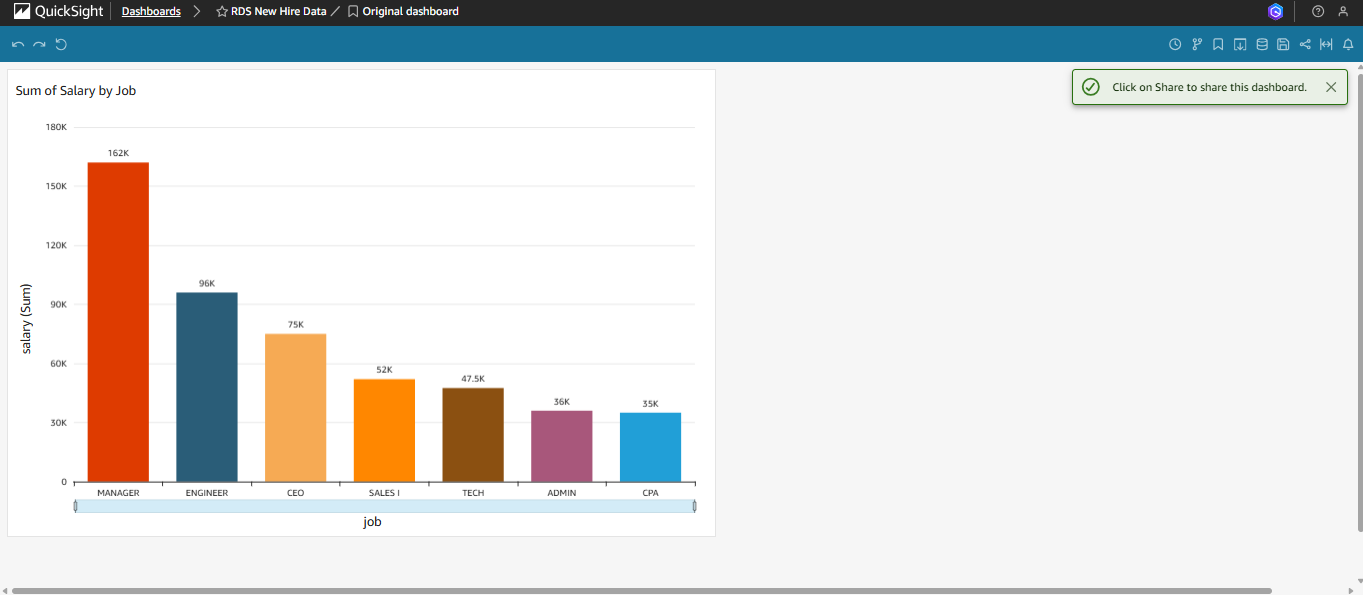 QuickSight Dashboards RDS New Hire Data Original dashboard
Click on Share to share this dashboard.
Sum of Salary by Job
salary (Sum)
180K
150K
120K
90K
60K
30K
0
162K
96K
75K
52K
47.5K
36K
35K
MANAGER ENGINEER CEO SALES I TECH ADMIN CPA
job